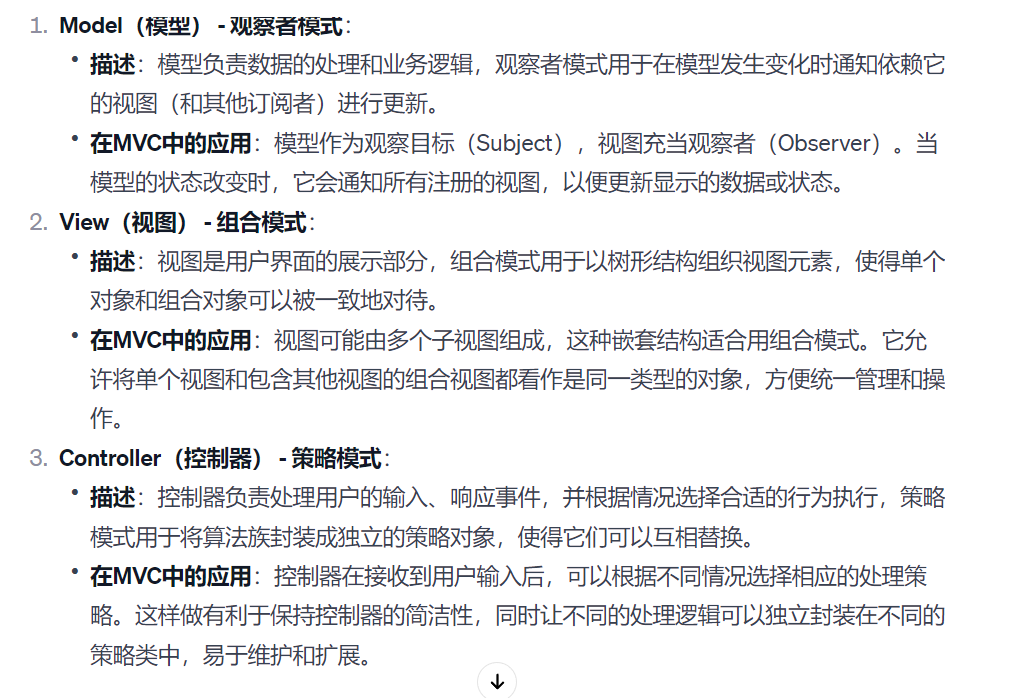 1. Model（模型） - 观察者模式：
• 描述：模型负责数据的处理和业务逻辑，观察者模式用于在模型发生变化时通知依赖它
的视图（和其他订阅者）进行更新。
• 在MVC中的应用：模型作为观察目标（Subject），视图充当观察者（Observer）。当
模型的状态改变时，它会通知所有注册的视图，以便更新显示的数据或状态。
2. View（视图） - 组合模式：
• 描述：视图是用户界面的展示部分，组合模式用于以树形结构组织视图元素，使得单个
对象和组合对象可以被一致地对待。
• 在MVC中的应用：视图可能由多个子视图组成，这种嵌套结构适合用组合模式。它允
许将单个视图和包含其他视图的组合视图都看作是同一类型的对象，方便统一管理和操
作。
3. Controller（控制器） - 策略模式：
• 描述：控制器负责处理用户的输入、响应事件，并根据情况选择合适的行为执行，策略
模式用于将算法族封装成独立的策略对象，使得它们可以互相替换。
• 在MVC中的应用：控制器在接收到用户输入后，可以根据不同情况选择相应的处理策
略。这样做有利于保持控制器的简洁性，同时让不同的处理逻辑可以独立封装在不同的
策略类中，易于维护和扩展。